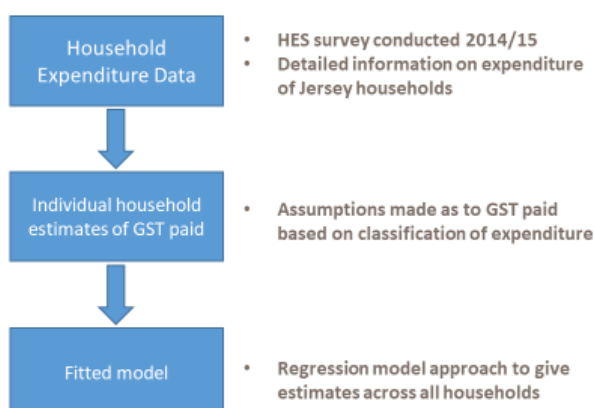 Household
Expenditure Data
• HES survey conducted 2014/15
• Detailed information on expenditure
of Jersey households
Individual household
estimates of GST paid
• Assumptions made as to GST paid
based on classification of expenditure
Fitted model
• Regression model approach to give
estimates across all households